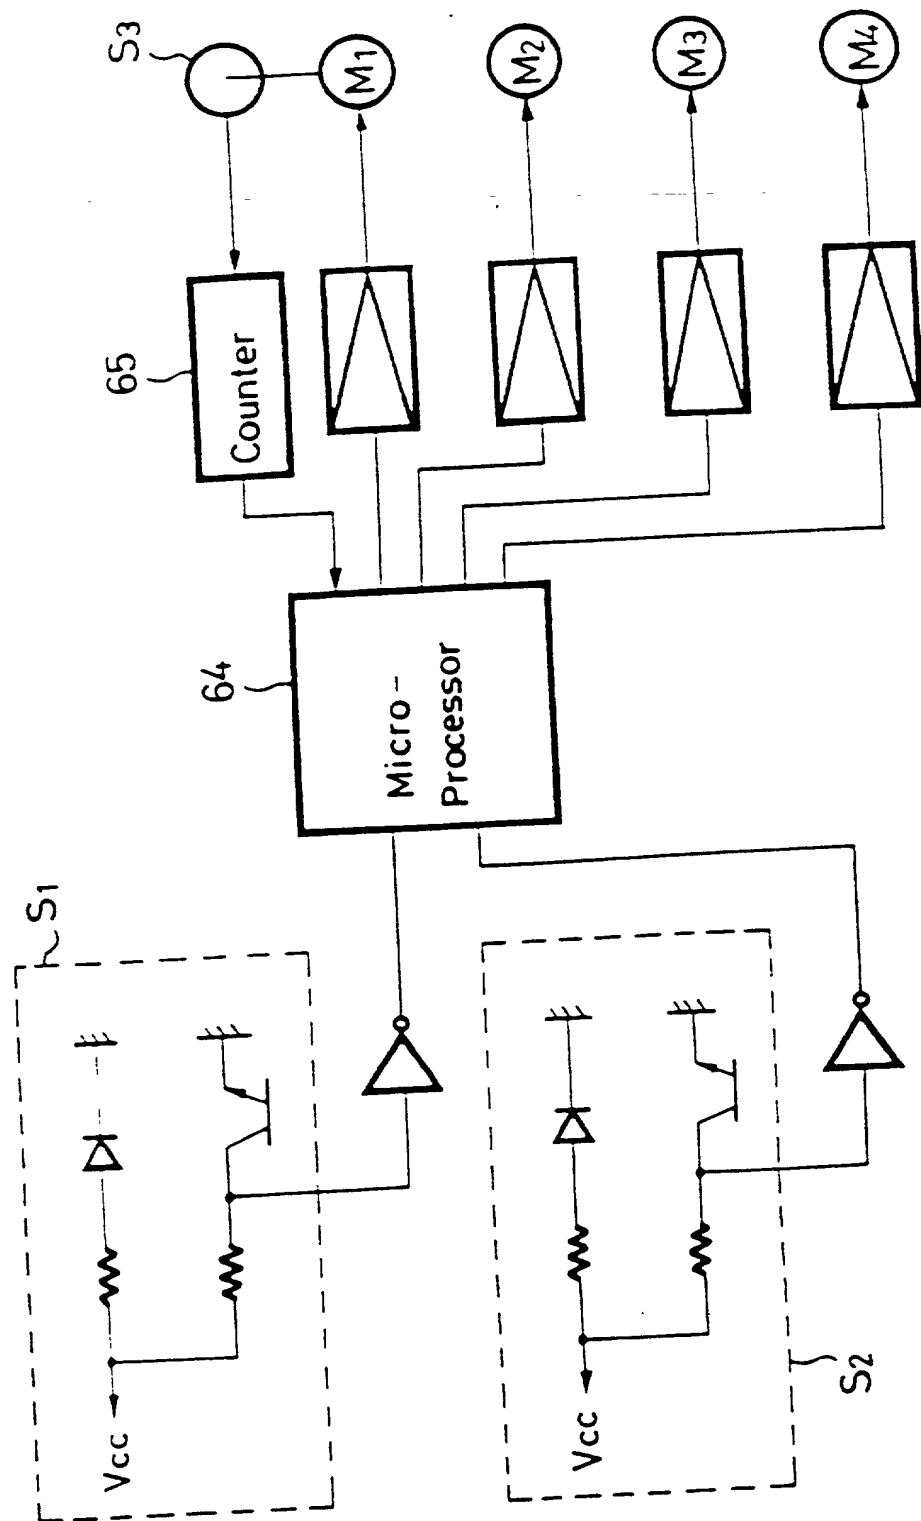 S1
Vcc
S2
Vcc
64
Micro-
Processor
65
Counter
S3
M1
M2
M3
M4